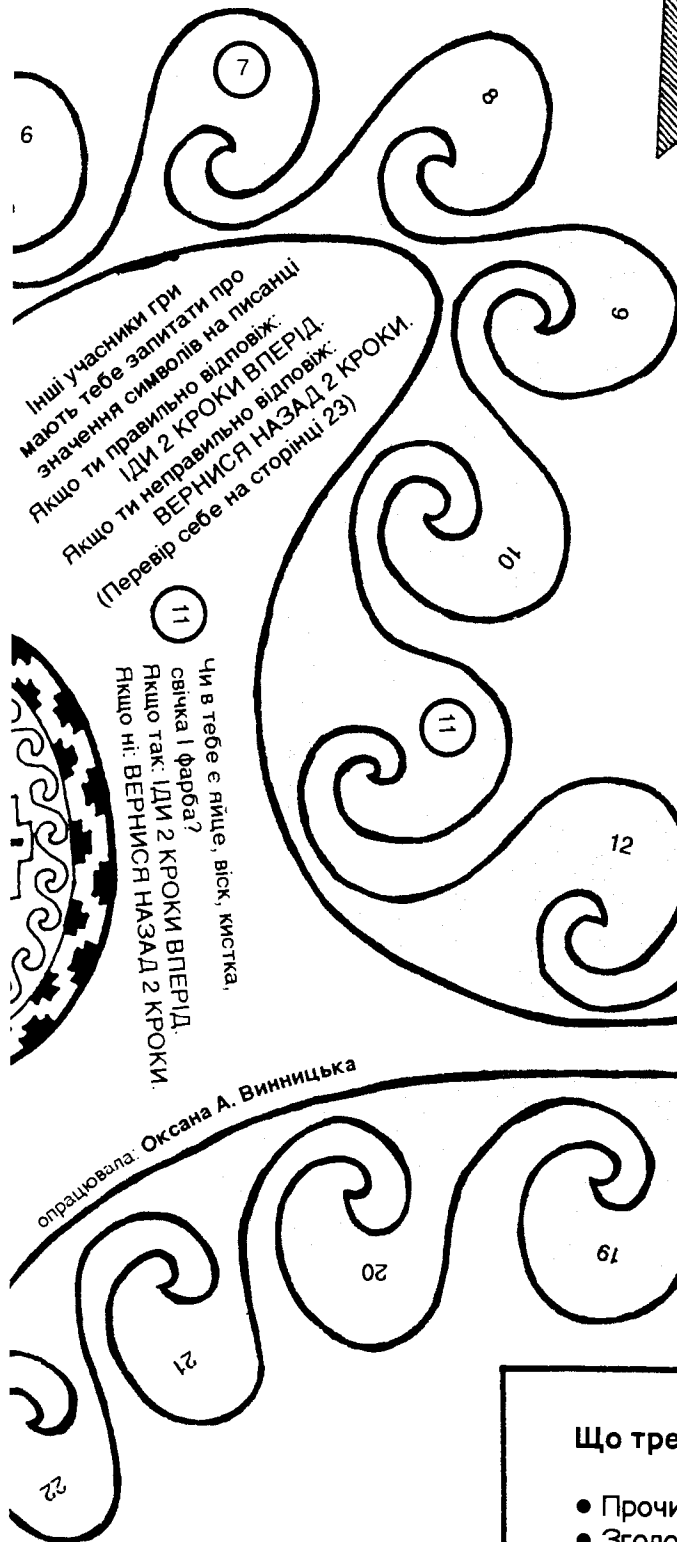 6
7
8
9
10
11
12
Інші учасники гри
мають тебе запитати про
значення символів на писанці
Якщо ти правильно відповіж:
ІДИ 2 КРОКИ ВПЕРІД.
Якщо ти неправильно відповіж:
ВЕРНИСЯ НАЗАД 2 КРОКИ.
(Перевір себе на сторінці 23)
11
Чи в тебе є яйце, віск, кистка,
свічка і фарба?
Якщо так: ІДИ 2 КРОКИ ВПЕРІД.
Якщо ні: ВЕРНИСЯ НАЗАД 2 КРОКИ.
опрацювала: Оксана А. Винницька
19
20
21
22
Що тре
• Прочи